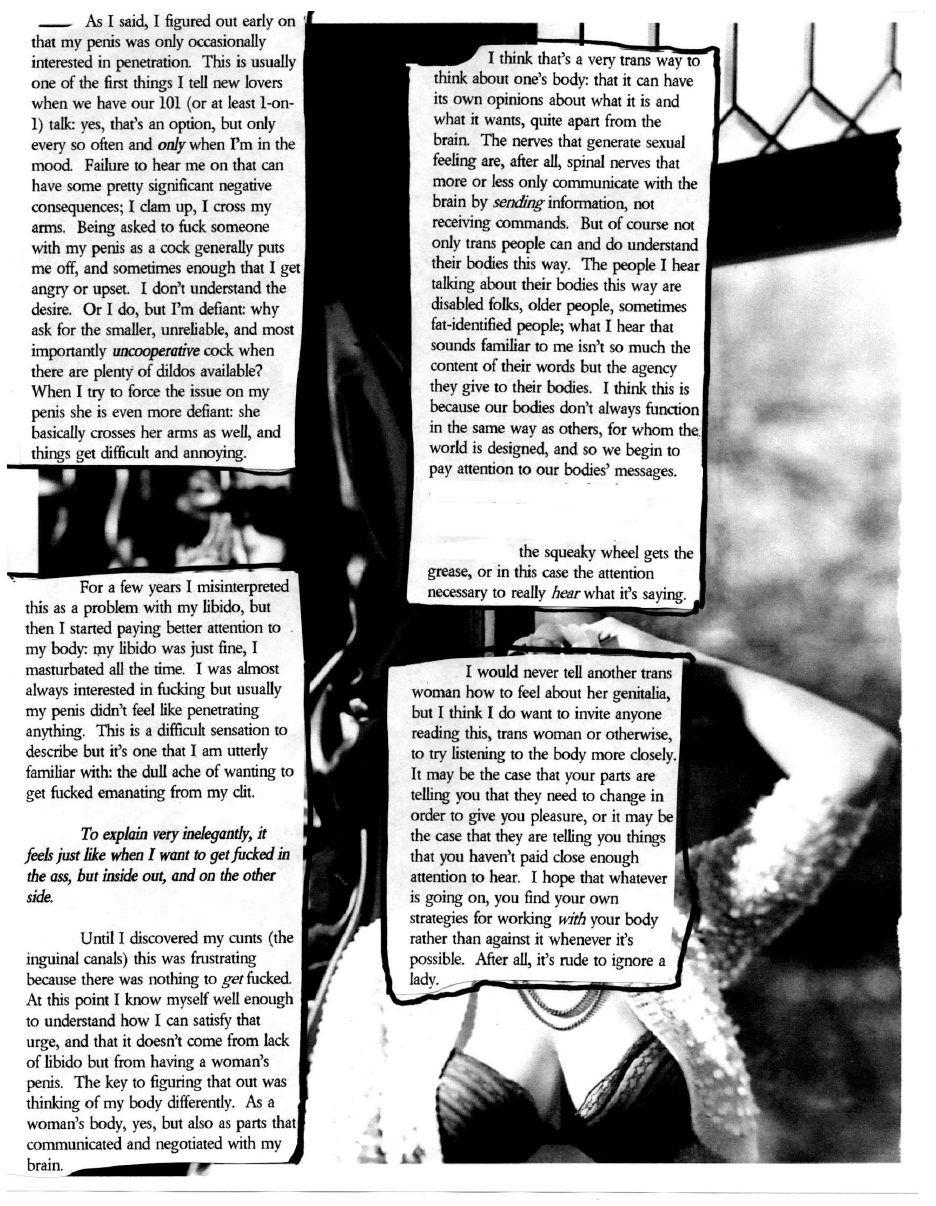 As I said, I figured out early on
that my penis was only occasionally
interested in penetration. This is usually
one of the first things I tell new lovers
when we have our 101 (or at least 1-on-
1) talk: yes, that's an option, but only
every so often and only when I'm in the
mood. Failure to hear me on that can
have some pretty significant negative
consequences; I clam up, I cross my
arms. Being asked to fuck someone
with my penis as a cock generally puts
me off, and sometimes enough that I get
angry or upset. I don't understand the
desire. Or I do, but I'm defiant: why
ask for the smaller, unreliable, and most
importantly uncooperative cock when
there are plenty of dildos available?
When I try to force the issue on my
penis she is even more defiant: she
basically crosses her arms as well, and
things get difficult and annoying.
For a few years I misinterpreted
this as a problem with my libido, but
then I started paying better attention to
my body: my libido was just fine, I
masturbated all the time. I was almost
always interested in fucking but usually
my penis didn't feel like penetrating
anything. This is a difficult sensation to
describe but it's one that I am utterly
familiar with: the dull ache of wanting to
get fucked emanating from my clit.
To explain very inelegantly, it
feels just like when I want to get fucked in
the ass, but inside out, and on the other
side.
Until I discovered my cunts (the
inguinal canals) this was frustrating
because there was nothing to get fucked.
At this point I know myself well enough
to understand how I can satisfy that
urge, and that it doesn't come from lack
of libido but from having a woman's
penis. The key to figuring that out was
thinking of my body differently. As a
woman's body, yes, but also as parts that
communicated and negotiated with my
brain.
I think that's a very trans way to
think about one's body: that it can have
its own opinions about what it is and
what it wants, quite apart from the
brain. The nerves that generate sexual
feeling are, after all, spinal nerves that
more or less only communicate with the
brain by sending information, not
receiving commands. But of course not
only trans people can and do understand
their bodies this way. The people I hear
talking about their bodies this way are
disabled folks, older people, sometimes
fat-identified people; what I hear that
sounds familiar to me isn't so much the
content of their words but the agency
they give to their bodies. I think this is
because our bodies don't always function
in the same way as others, for whom the
world is designed, and so we begin to
pay attention to our bodies' messages.
the squeaky wheel gets the
grease, or in this case the attention
necessary to really hear what it's saying.
I would never tell another trans
woman how to feel about her genitalia,
but I think I do want to invite anyone
reading this, trans woman or otherwise,
to try listening to the body more closely.
It may be the case that your parts are
telling you that they need to change in
order to give you pleasure, or it may be
the case that they are telling you things
that you haven't paid close enough
attention to hear. I hope that whatever
is going on, you find your own
strategies for working with your body
rather than against it whenever it's
possible. After all, it's rude to ignore a
lady.